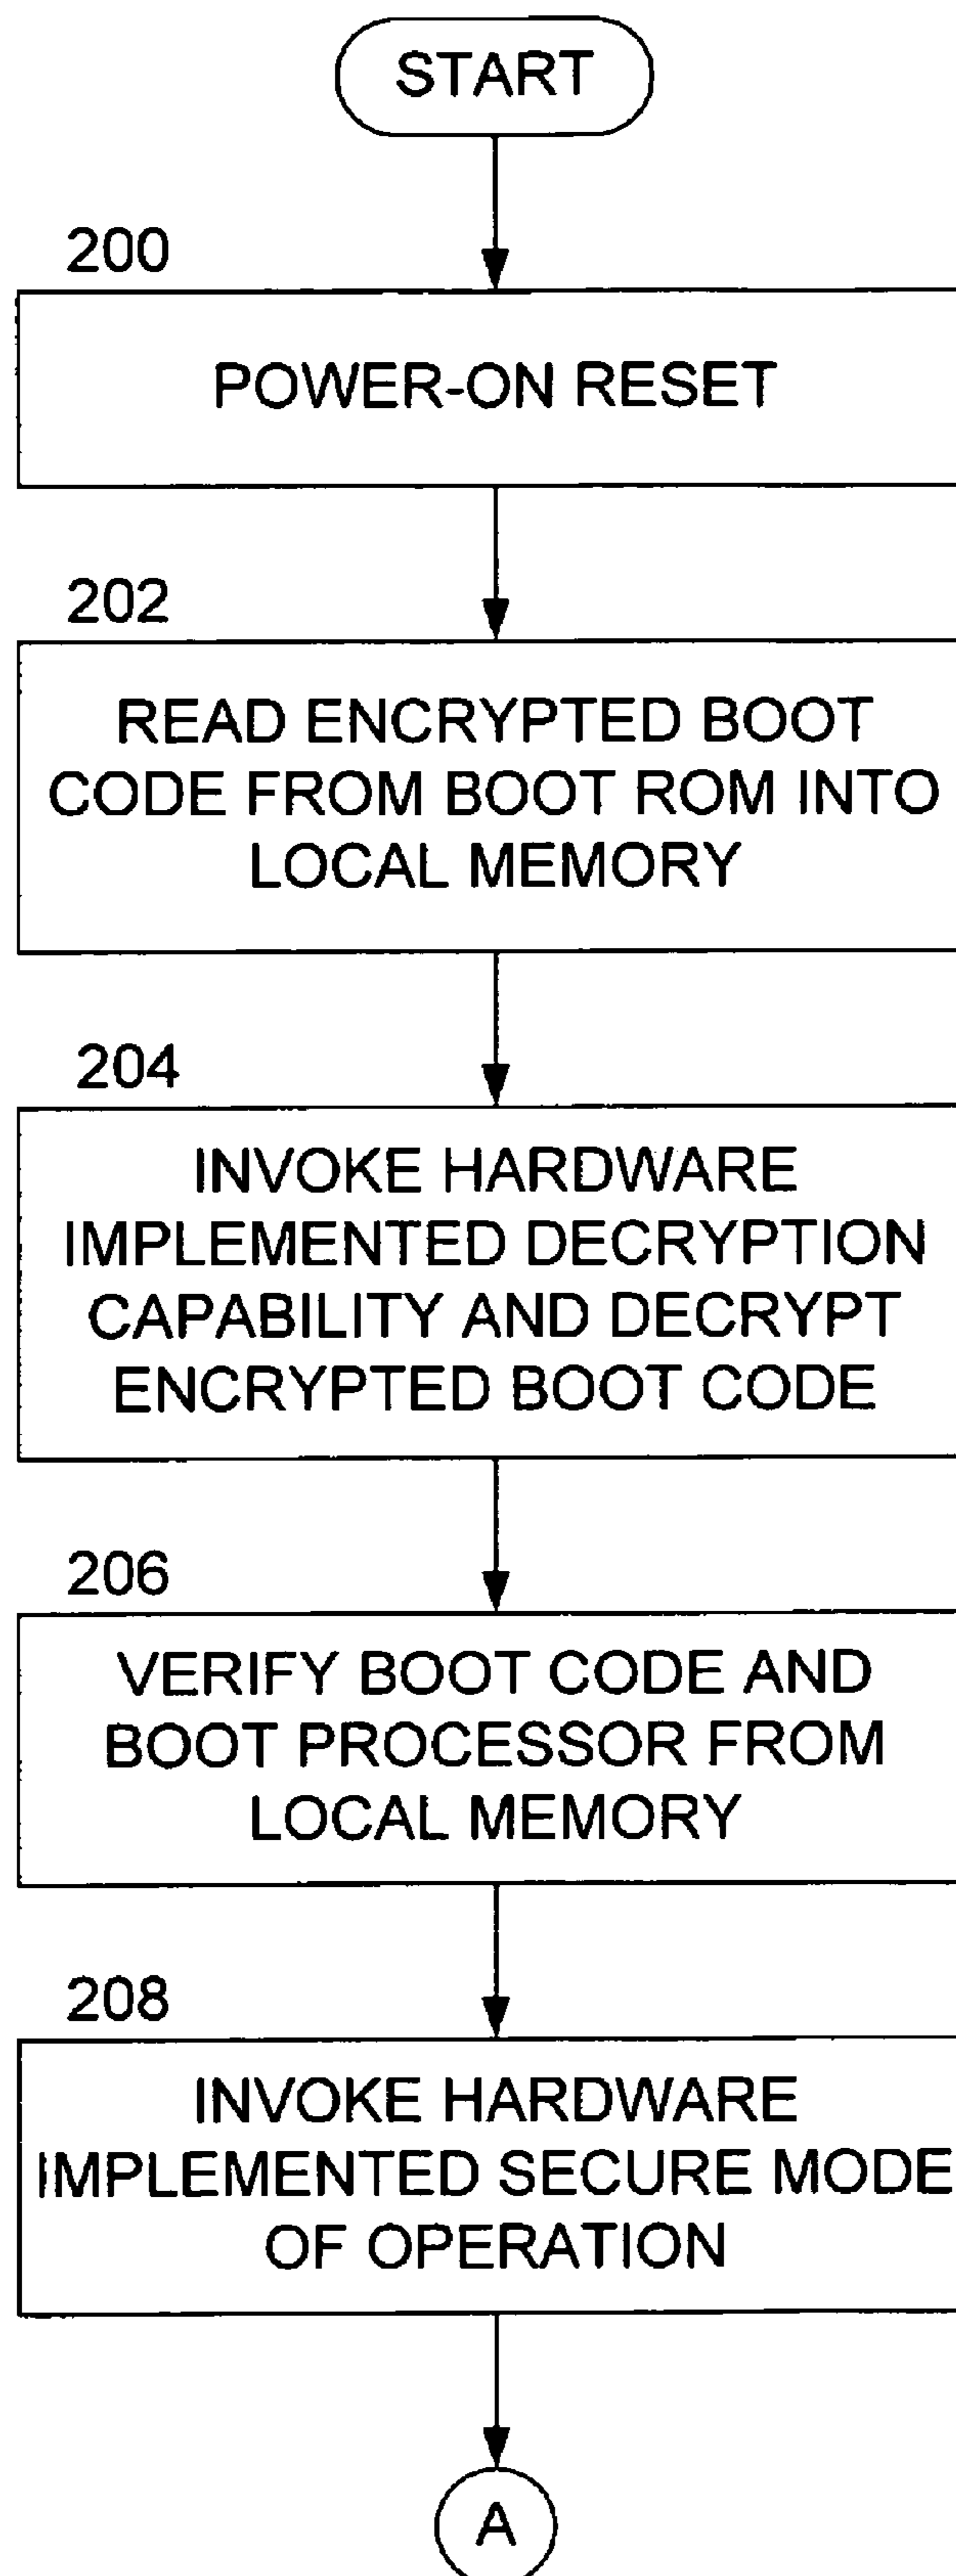 START
200
POWER-ON RESET
202
READ ENCRYPTED BOOT
CODE FROM BOOT ROM INTO
LOCAL MEMORY
204
INVOKE HARDWARE
IMPLEMENTED DECRYPTION
CAPABILITY AND DECRYPT
ENCRYPTED BOOT CODE
206
VERIFY BOOT CODE AND
BOOT PROCESSOR FROM
LOCAL MEMORY
208
INVOKE HARDWARE
IMPLEMENTED SECURE MODE
OF OPERATION
A